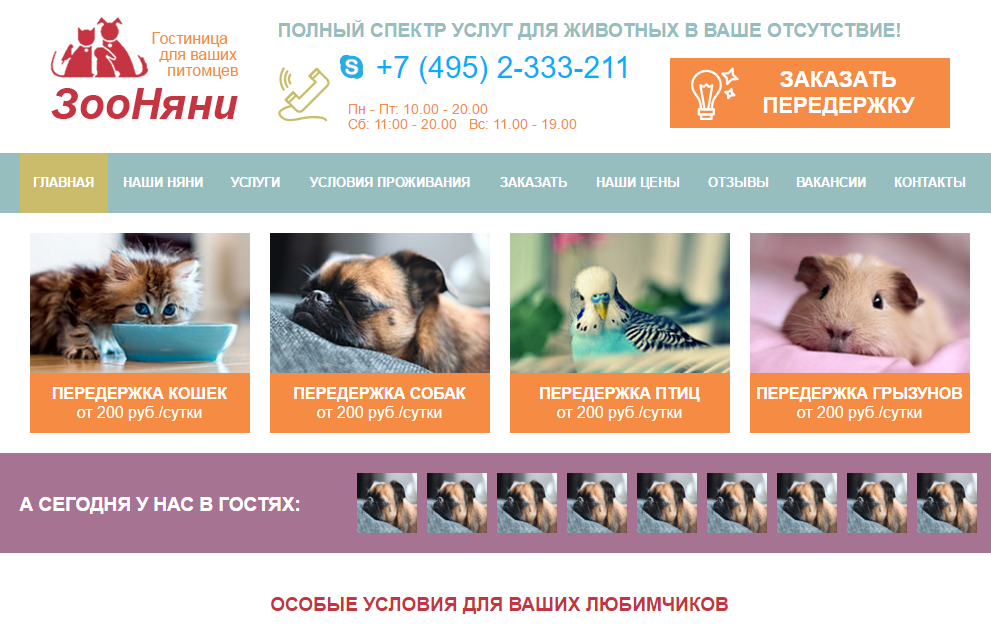 Гостиница
для ваших
питомцев
ЗооНяни
ПОЛНЫЙ СПЕКТР УСЛУГ ДЛЯ ЖИВОТНЫХ В ВАШЕ ОТСУТСТВИЕ!
+7 (495) 2-333-211
Пн - Пт: 10.00 - 20.00
Сб: 11:00 - 20.00 Вс: 11.00 - 19.00
ЗАКАЗАТЬ
ПЕРЕДЕРЖКУ
ГЛАВНАЯ НАШИ НЯНИ УСЛУГИ УСЛОВИЯ ПРОЖИВАНИЯ ЗАКАЗАТЬ НАШИ ЦЕНЫ ОТЗЫВЫ ВАКАНСИИ КОНТАКТЫ
ПЕРЕДЕРЖКА КОШЕК
от 200 руб./сутки
ПЕРЕДЕРЖКА СОБАК
от 200 руб./сутки
ПЕРЕДЕРЖКА ПТИЦ
от 200 руб./сутки
ПЕРЕДЕРЖКА ГРЫЗУНОВ
от 200 руб./сутки
А СЕГОДНЯ У НАС В ГОСТЯХ:
ОСОБЫЕ УСЛОВИЯ ДЛЯ ВАШИХ ЛЮБИМЧИКОВ